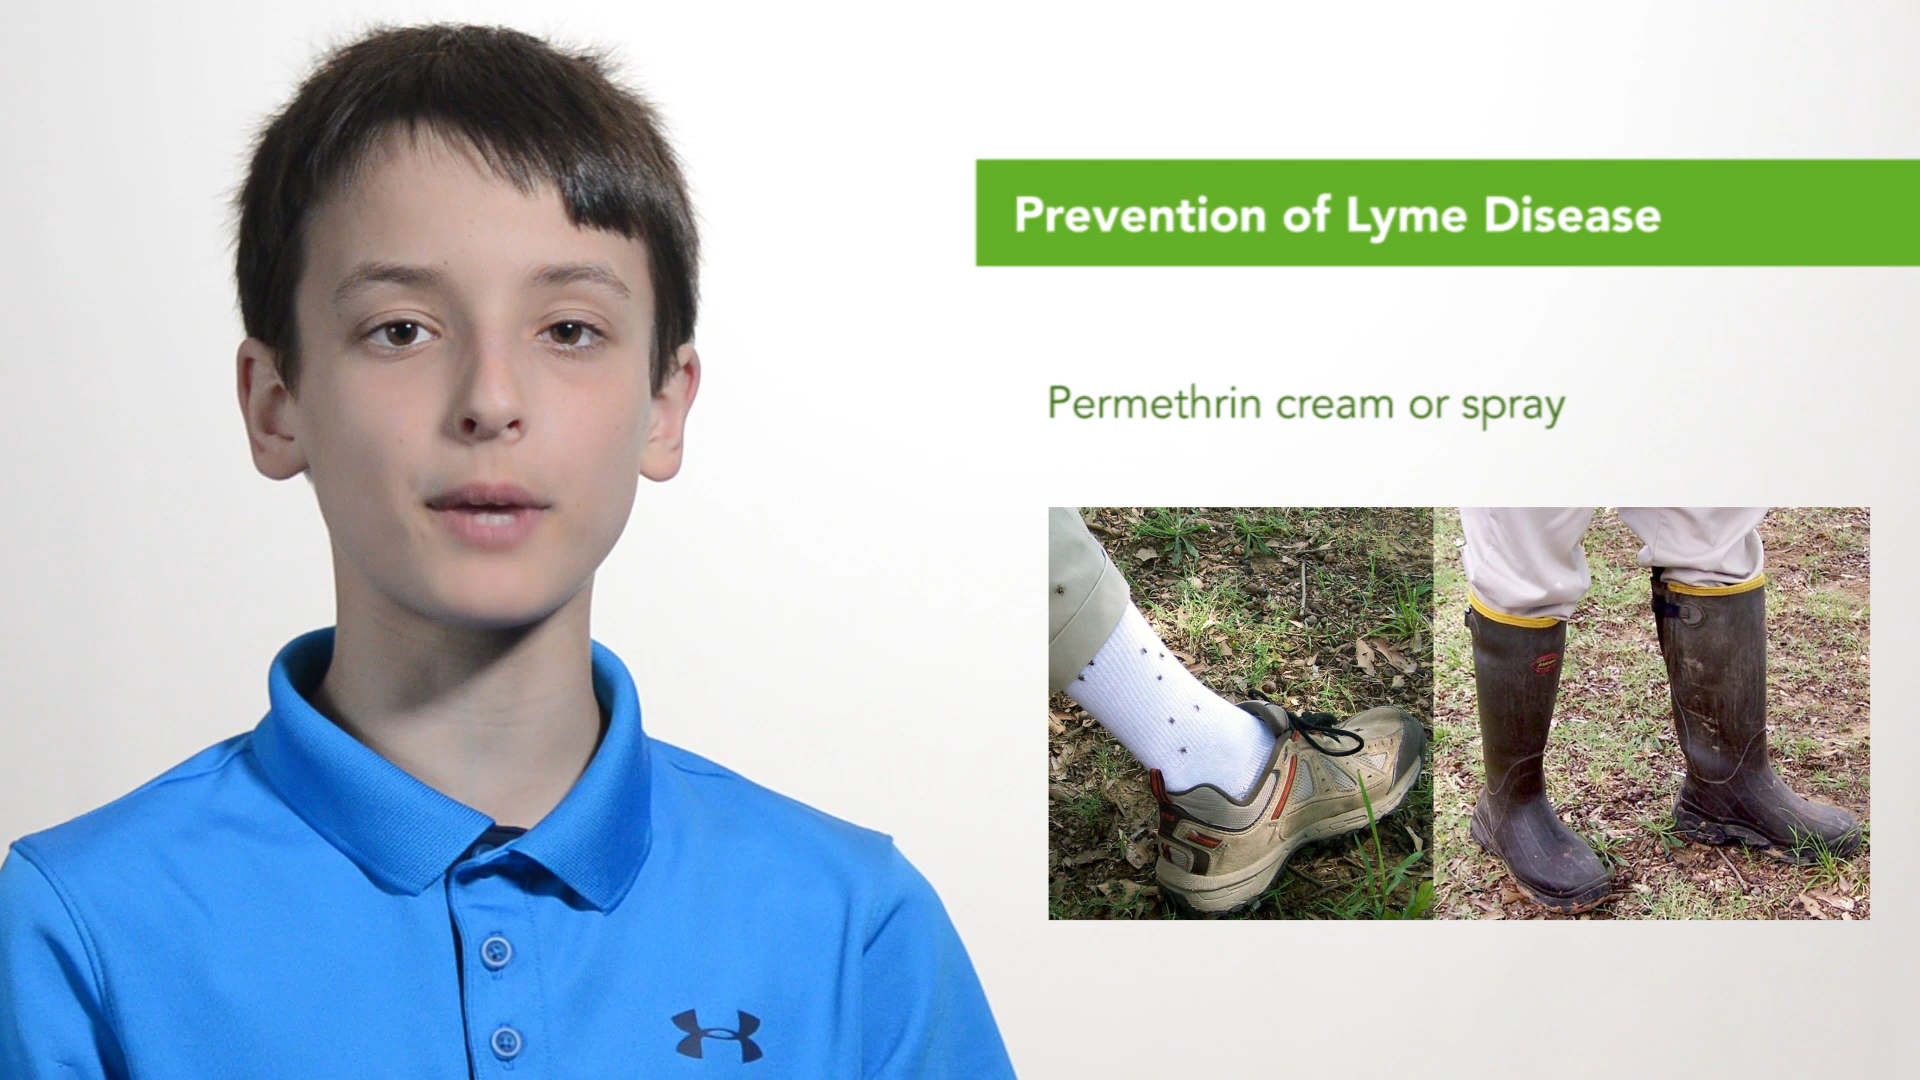 Prevention of Lyme Disease
Permethrin cream or spray